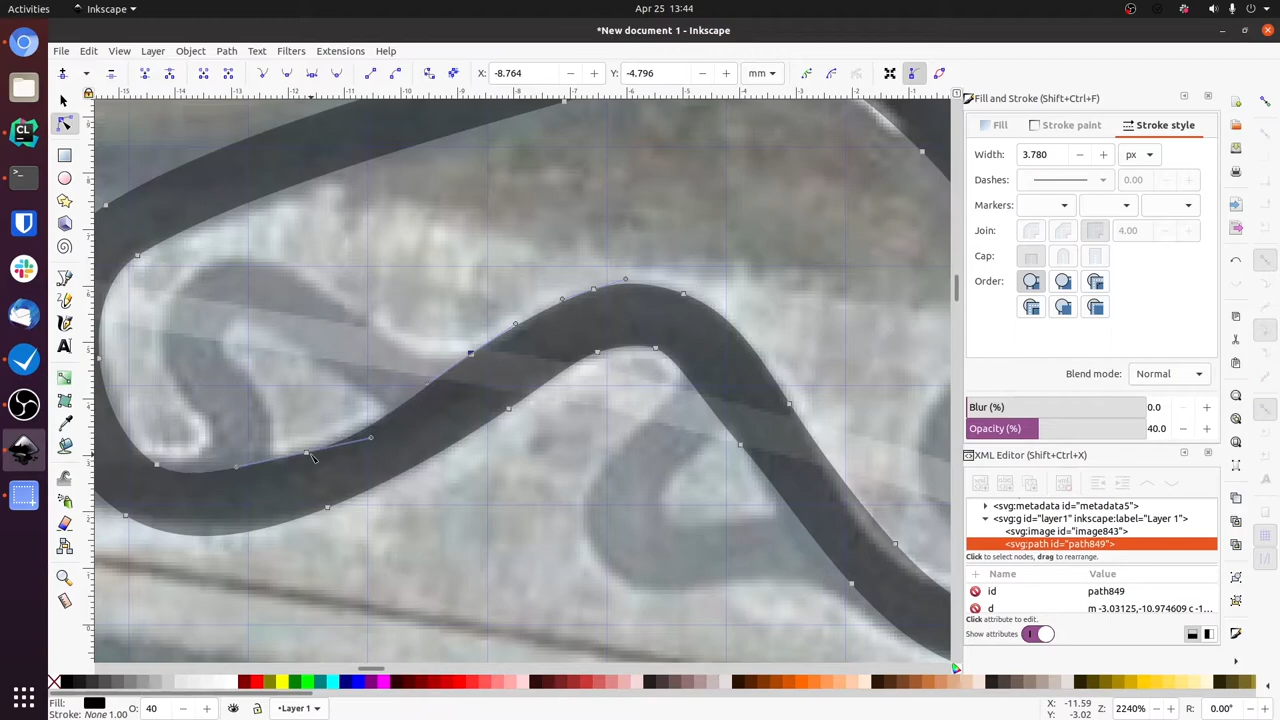 Activities
Inkscape
Apr 25 13:44
*New document 1 - Inkscape
File Edit View Layer Object Path Text Filters Extensions Help
X: -8.764 Y: -4.796 mm
Fill and Stroke (Shift+Ctrl+F)
Fill Stroke paint Stroke style
Width: 3.780 px
Dashes: 0.00
Markers:
Join: 4.00
Cap:
Order:
Blend mode: Normal
Blur (%) 0.0
Opacity (%) 40.0
XML Editor (Shift+Ctrl+X)
<svg:metadata id="metadata5">
<svg:g id="layer1" inkscape:label="Layer 1">
<svg:image id="image843">
<svg:path id="path849">
Click to select nodes, drag to rearrange.
Name Value
id path849
d m -3.03125,-10.974609 c -1...
Click attribute to edit.
Show attributes
Fill:
Stroke: None 1.00
O: 40
•Layer 1
X: -11.59
Y: -3.02
Z: 2240%
R: 0.00°